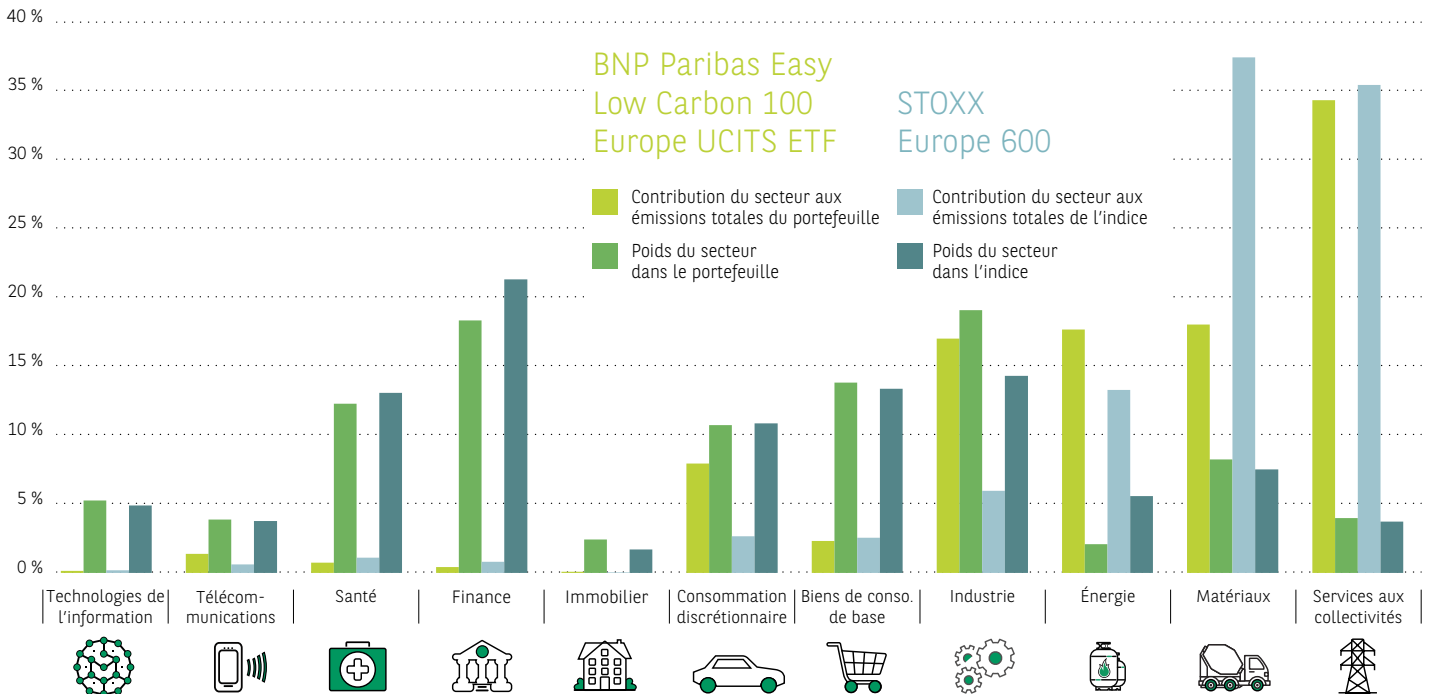 40 %
35 %
30 %
25 %
20 %
15 %
10 %
5 %
0 %
BNP Paribas Easy
Low Carbon 100
Europe UCITS ETF
Contribution du secteur aux
émissions totales du portefeuille
Poids du secteur
dans le portefeuille
STOXX
Europe 600
Contribution du secteur aux
émissions totales de l'indice
Poids du secteur
dans l'indice
Technologies de
l'information
Télécom-
munications
Santé
Finance
Immobilier
Consommation
discrétionnaire
Biens de conso.
de base
Industrie
Énergie
Matériaux
Services aux
collectivités